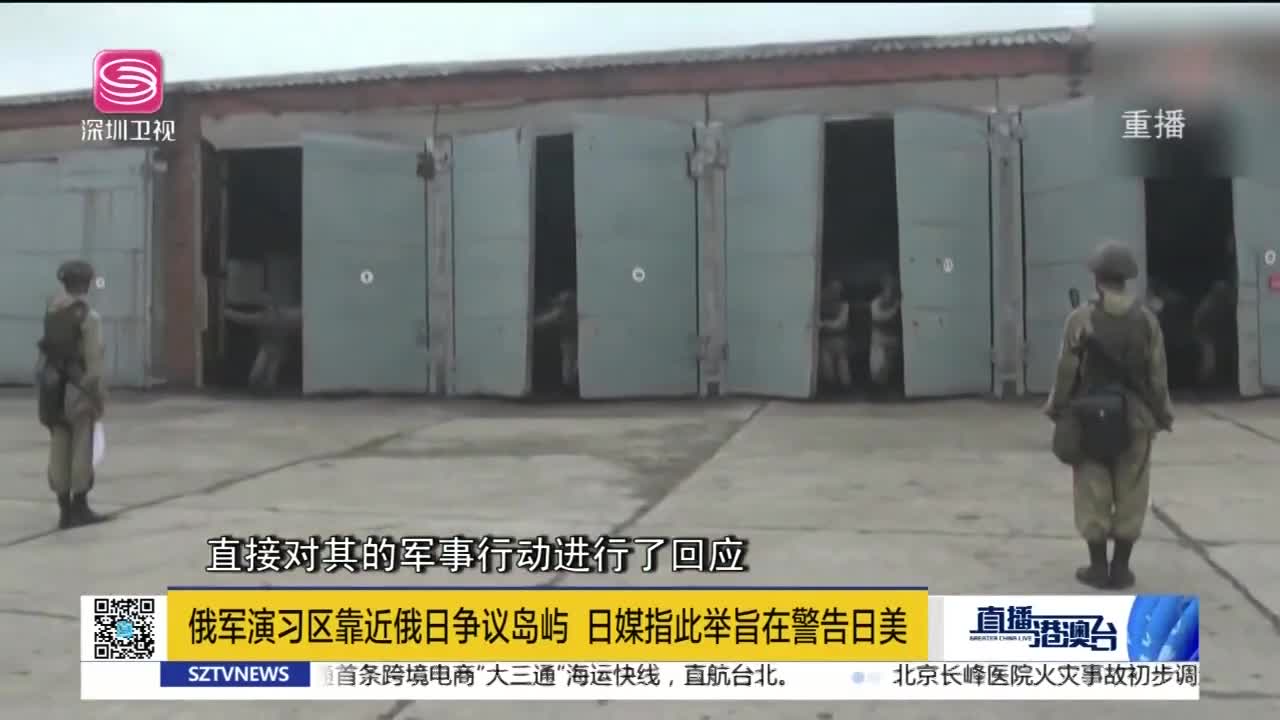 深圳卫视
重播
直接对其的军事行动进行了回应
俄军演习区靠近俄日争议岛屿 日媒指此举旨在警告日美
直播港澳台
GREATER CHINA LIVE
SZTVNEWS
首条跨境电商“大三通”海运快线，直航台北。 北京长峰医院火灾事故初步调